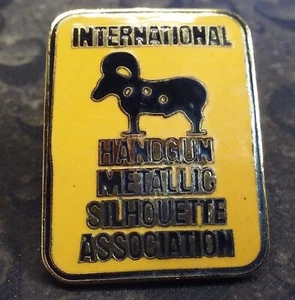 INTERNATIONAL
HANDGUN
METALLIC
SILHOUETTE
ASSOCIATION